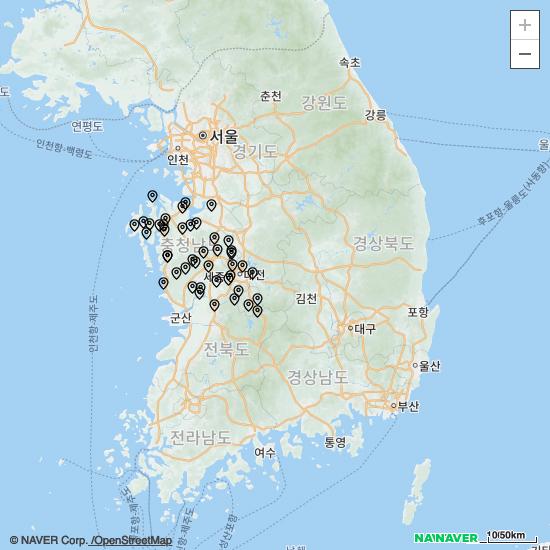 속초
춘천
강원도
도
연평도
강릉
서울
인천
경기도
울
인천항-백령도
후포항-울릉도(사동항)
충청남
경상북도
세종
대전
인천항-제주도
김천
군산
포항
대구
전북도
울산
경상남도
부산
전라남도
여수
통영
© NAVER Corp. /OpenStreetMap
NAVER
10/50km